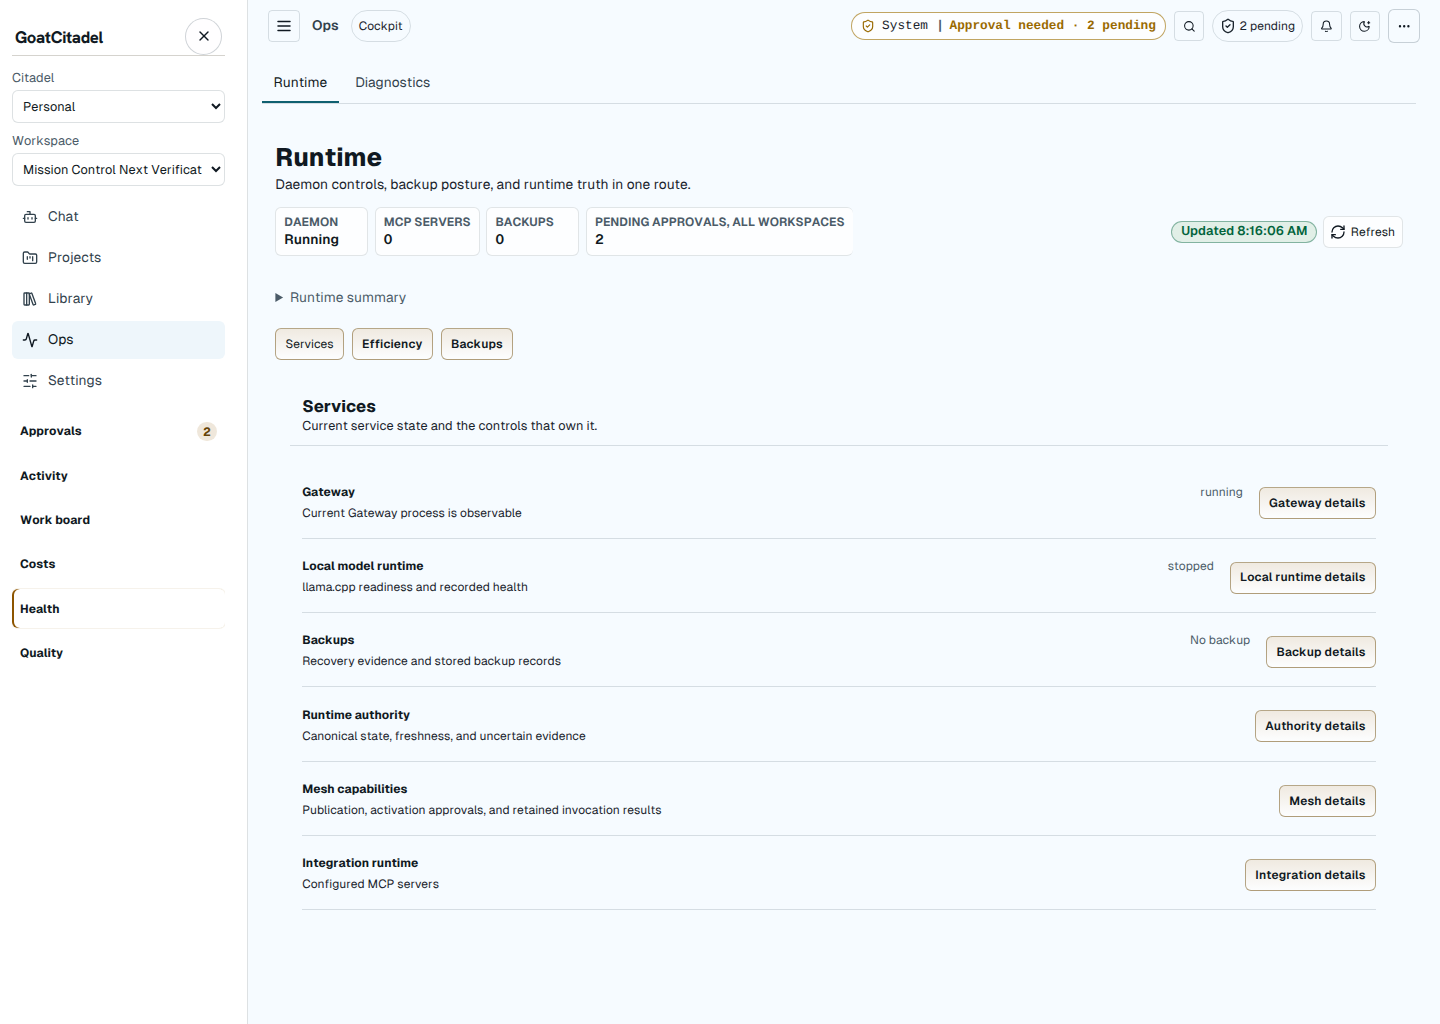 GoatCitadel
Citadel
Personal
Workspace
Mission Control Next Verificat
Chat
Projects
Library
Ops
Settings
Approvals 2
Activity
Work board
Costs
Health
Quality
Ops Cockpit
System | Approval needed · 2 pending
2 pending
Runtime Diagnostics
Runtime
Daemon controls, backup posture, and runtime truth in one route.
DAEMON
Running
MCP SERVERS
0
BACKUPS
0
PENDING APPROVALS, ALL WORKSPACES
2
Updated 8:16:06 AM
Refresh
Runtime summary
Services Efficiency Backups
Services
Current service state and the controls that own it.
Gateway
Current Gateway process is observable
running
Gateway details
Local model runtime
llama.cpp readiness and recorded health
stopped
Local runtime details
Backups
Recovery evidence and stored backup records
No backup
Backup details
Runtime authority
Canonical state, freshness, and uncertain evidence
Authority details
Mesh capabilities
Publication, activation approvals, and retained invocation results
Mesh details
Integration runtime
Configured MCP servers
Integration details